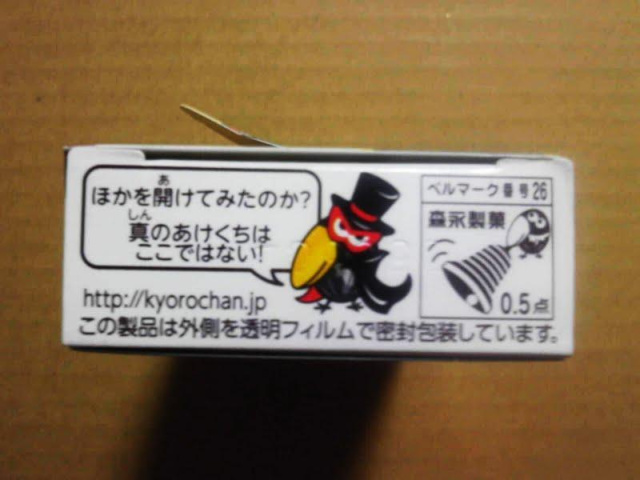 ほかを開けてみたのか?
真のあけくちは
ここではない!
http://kyorochan.jp
この製品は外側を透明フィルムで密封包装しています。
ベルマーク番号26
森永製菓
0.5点